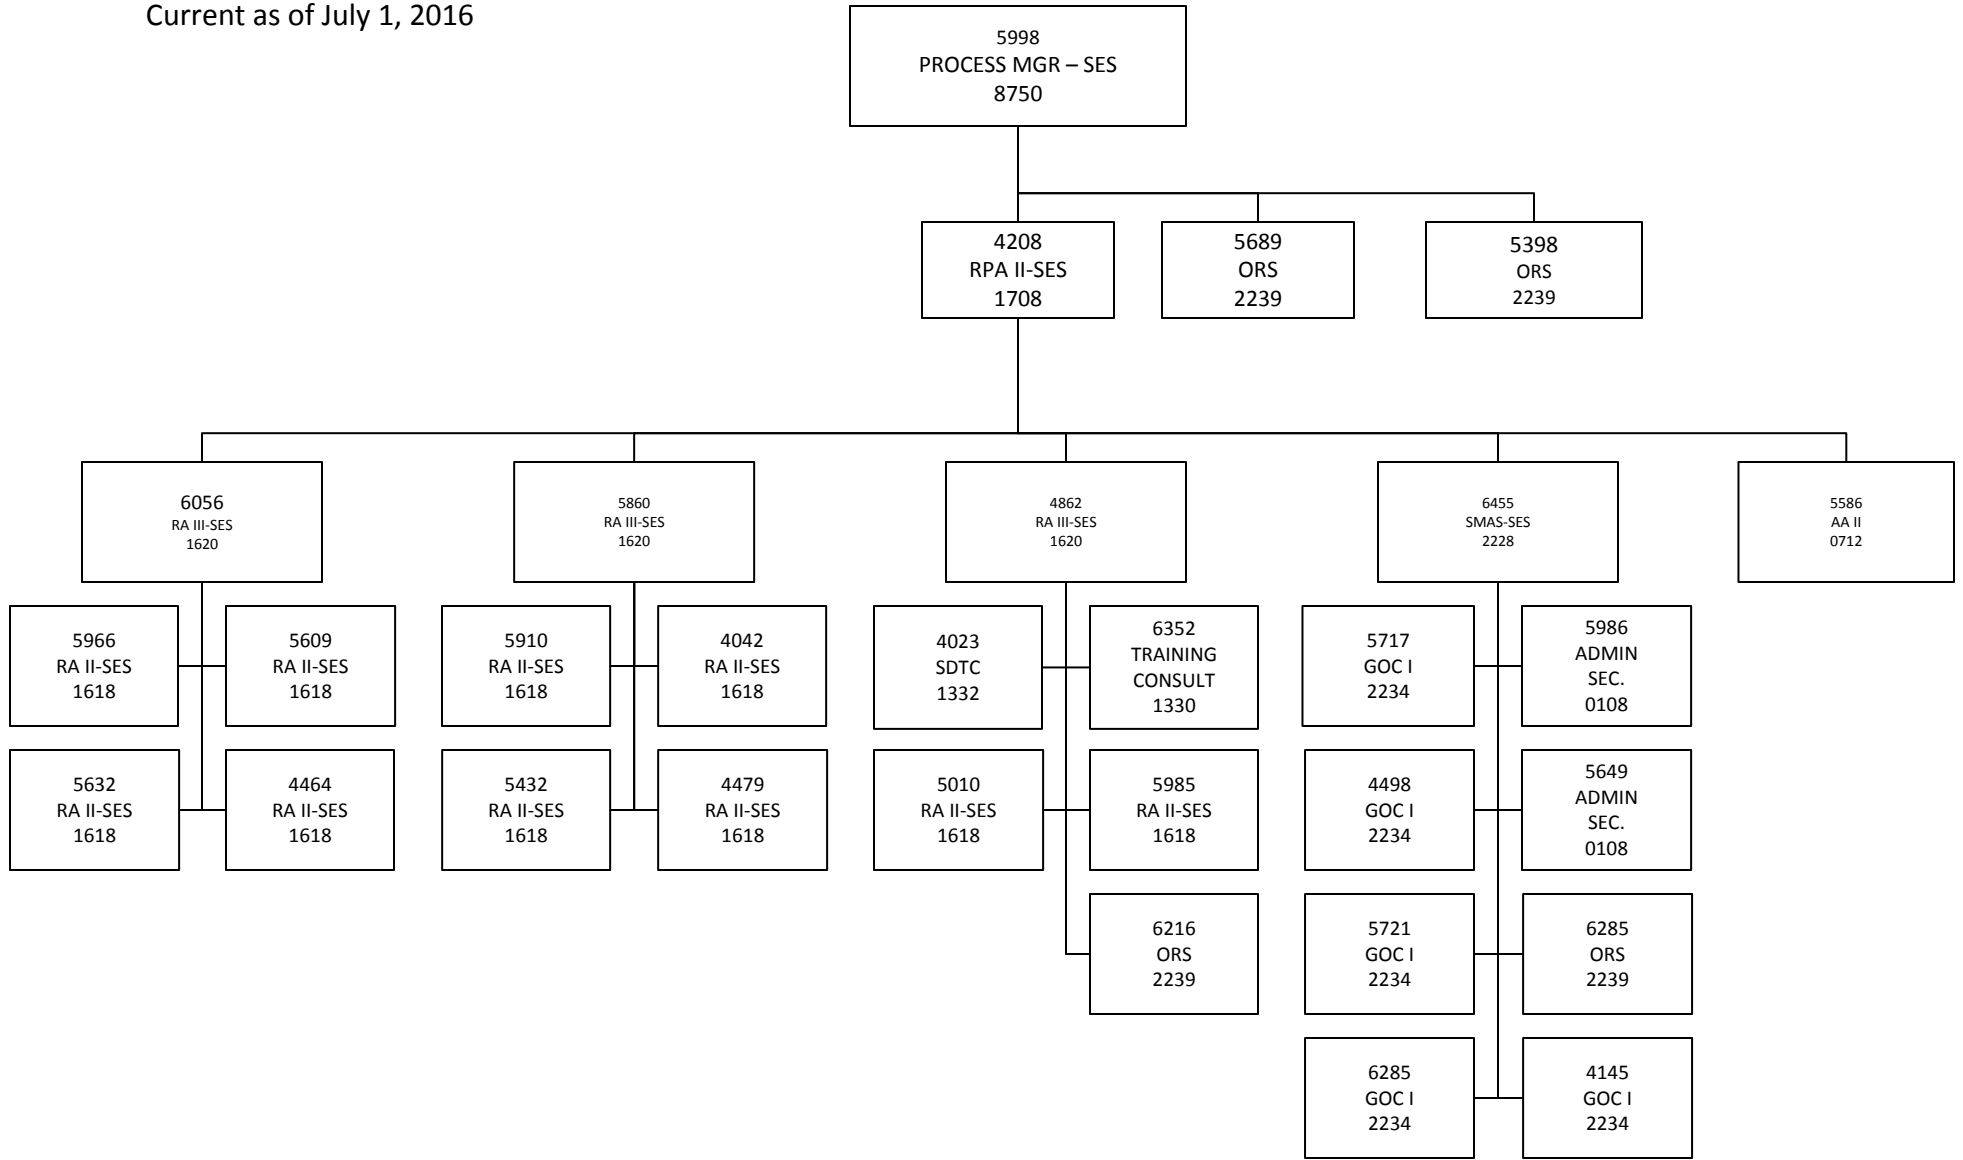 Current as of July 1, 2016
5998
PROCESS MGR – SES
8750
4208
RPA II-SES
1708
5689
ORS
2239
5398
ORS
2239
6056
RA III-SES
1620
5860
RA III-SES
1620
4862
RA III-SES
1620
6455
SMAS-SES
2228
5586
AA II
0712
5966
RA II-SES
1618
5609
RA II-SES
1618
5910
RA II-SES
1618
4042
RA II-SES
1618
4023
SDTC
1332
6352
TRAINING
CONSULT
1330
5717
GOC I
2234
5986
ADMIN
SEC.
0108
5632
RA II-SES
1618
4464
RA II-SES
1618
5432
RA II-SES
1618
4479
RA II-SES
1618
5010
RA II-SES
1618
5985
RA II-SES
1618
4498
GOC I
2234
5649
ADMIN
SEC.
0108
6216
ORS
2239
5721
GOC I
2234
6285
ORS
2239
6285
GOC I
2234
4145
GOC I
2234